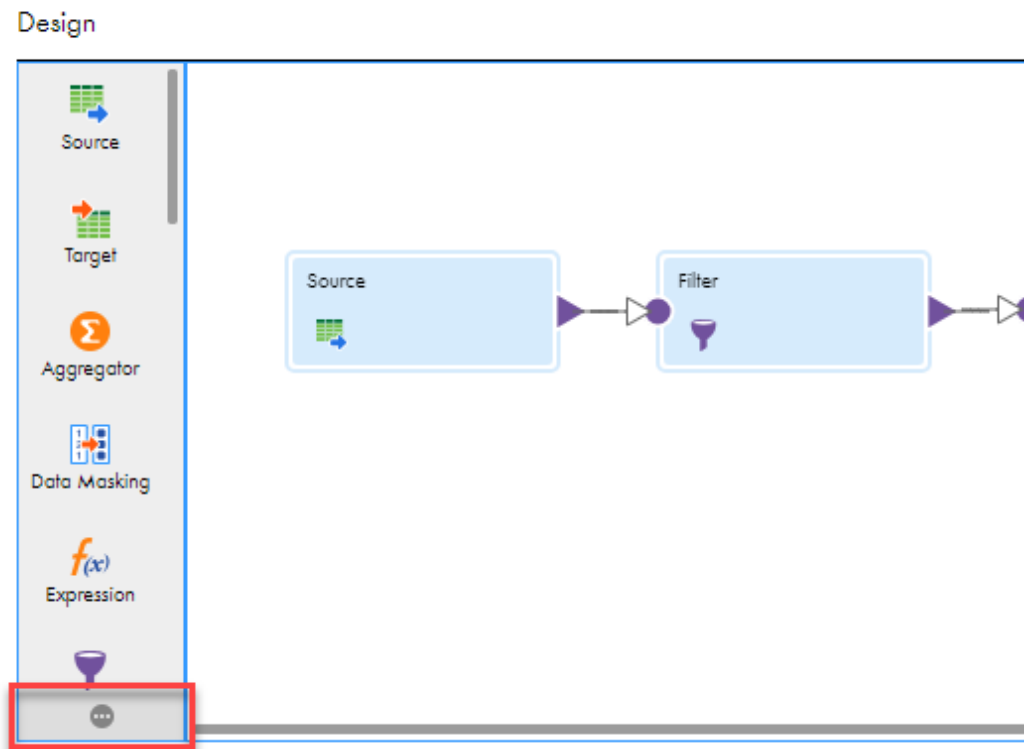 Design
Source
Target
Aggregator
Data Masking
Expression
Source
Filter